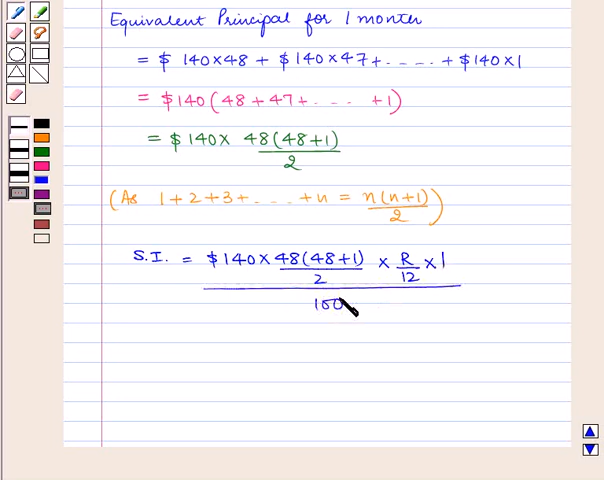 Equivalent Principal for 1 month
= $ 140×48 + $140×47 + ..... + $140×1
= $140 (48+47+ .... +1)
= $140× 48(48+1)/2
(As 1+2+3+ .... +n = n(n+1)/2)
S.I. = $140× 48(48+1)/2 × R/12 ×1
100